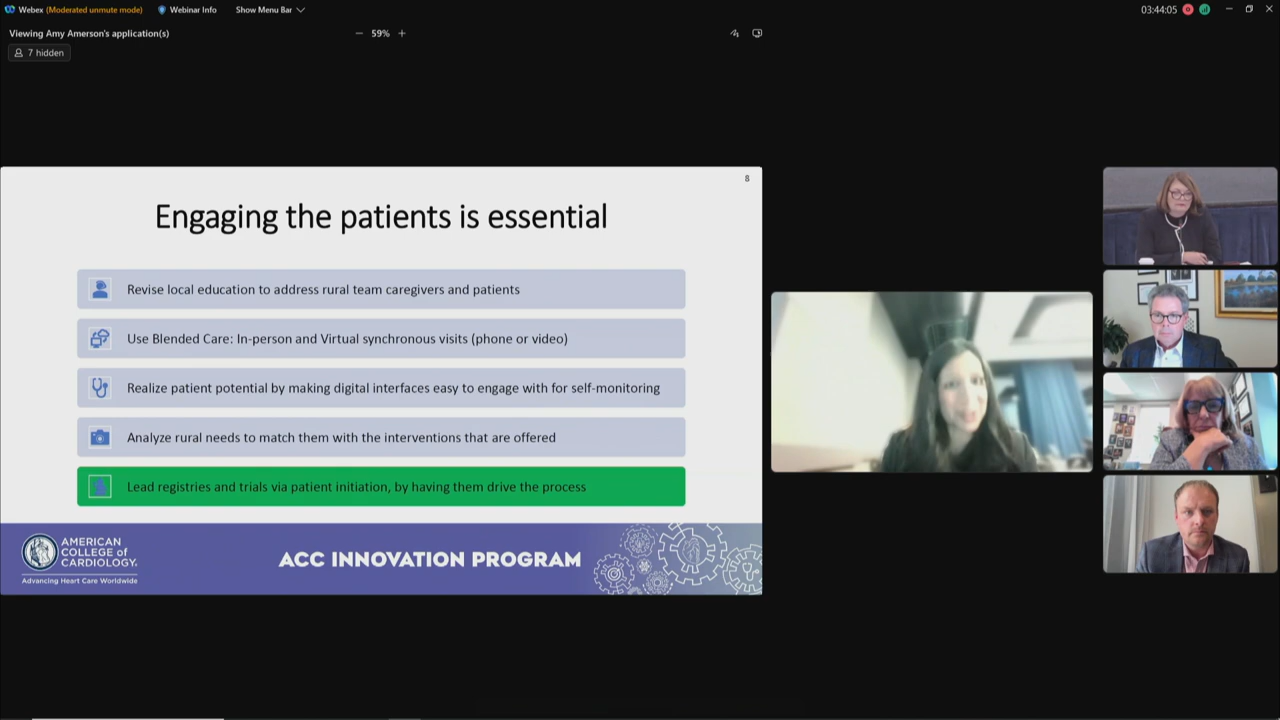 Webex (Moderated unmute mode) Webinar Info Show Menu Bar 03:44:05
Viewing Amy Amerson's application(s) 59%
7 hidden
8
Engaging the patients is essential
Revise local education to address rural team caregivers and patients
Use Blended Care: In-person and Virtual synchronous visits (phone or video)
Realize patient potential by making digital interfaces easy to engage with for self-monitoring
Analyze rural needs to match them with the interventions that are offered
Lead registries and trials via patient initiation, by having them drive the process
AMERICAN
COLLEGE of
CARDIOLOGY
Advancing Heart Care Worldwide
ACC INNOVATION PROGRAM